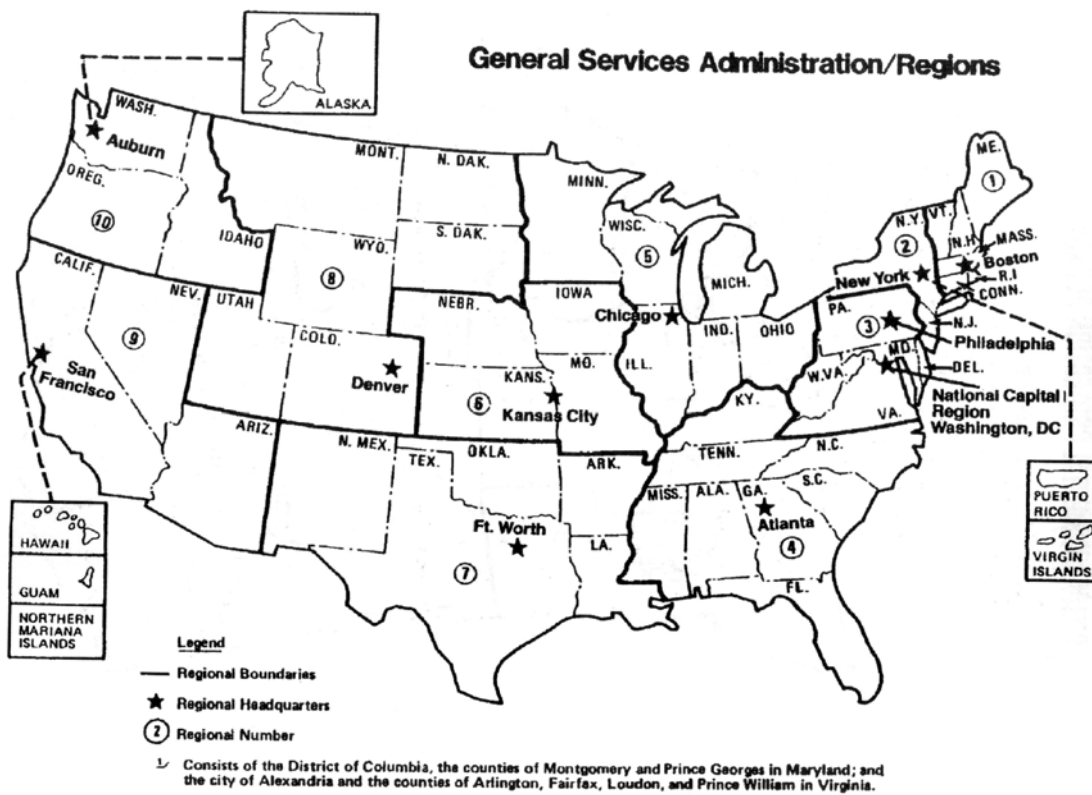 General Services Administration/Regions
ALASKA
WASH.
Auburn
OREG.
10
IDAHO
MONT.
N. DAK.
S. DAK.
WYO.
8
MINN.
WISC.
5
MICH.
ME.
1
N.Y.
VT.
2
N.H.
MASS.
Boston
R.I
CONN.
New York
CALIF.
NEV.
UTAH
9
COLO.
Denver
San
Francisco
NEBR.
IOWA
Chicago
IND.
OHIO
PA.
3
N.J.
Philadelphia
MD.
DEL.
W.VA.
VA.
National Capital
Region
Washington, DC
KANS.
MO.
ILL.
6
Kansas City
KY.
ARIZ.
N. MEX.
TEX.
OKLA.
ARK.
TENN.
N.C.
S.C.
MISS.
ALA.
GA.
Atlanta
4
Ft. Worth
7
LA.
FL.
PUERTO
RICO
VIRGIN
ISLANDS
HAWAII
GUAM
NORTHERN
MARIANA
ISLANDS
Legend
Regional Boundaries
Regional Headquarters
2 Regional Number
1/ Consists of the District of Columbia, the counties of Montgomery and Prince Georges in Maryland; and
the city of Alexandria and the counties of Arlington, Fairfax, Loudon, and Prince William in Virginia.